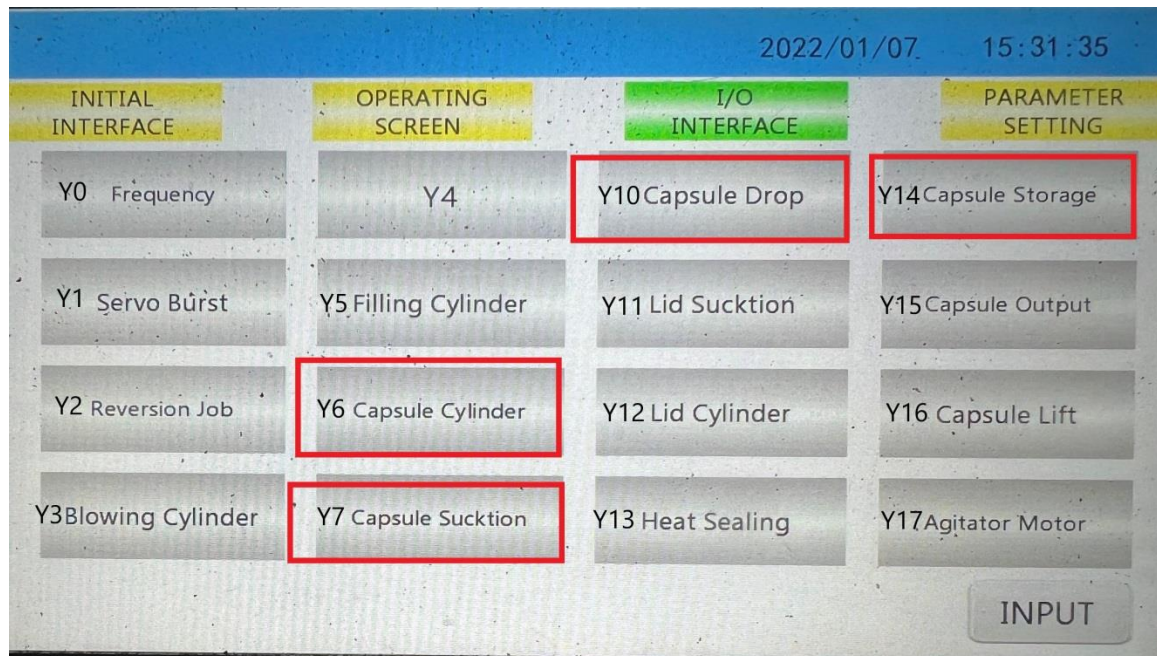 2022/01/07 15:31:35
INITIAL
INTERFACE
OPERATING
SCREEN
I/O
INTERFACE
PARAMETER
SETTING
Y0 Frequency
Y4
Y10 Capsule Drop
Y14 Capsule Storage
Y1 Servo Burst
Y5 Filling Cylinder
Y11 Lid Sucktion
Y15 Capsule Output
Y2 Reversion Job
Y6 Capsule Cylinder
Y12 Lid Cylinder
Y16 Capsule Lift
Y3 Blowing Cylinder
Y7 Capsule Sucktion
Y13 Heat Sealing
Y17 Agitator Motor
INPUT